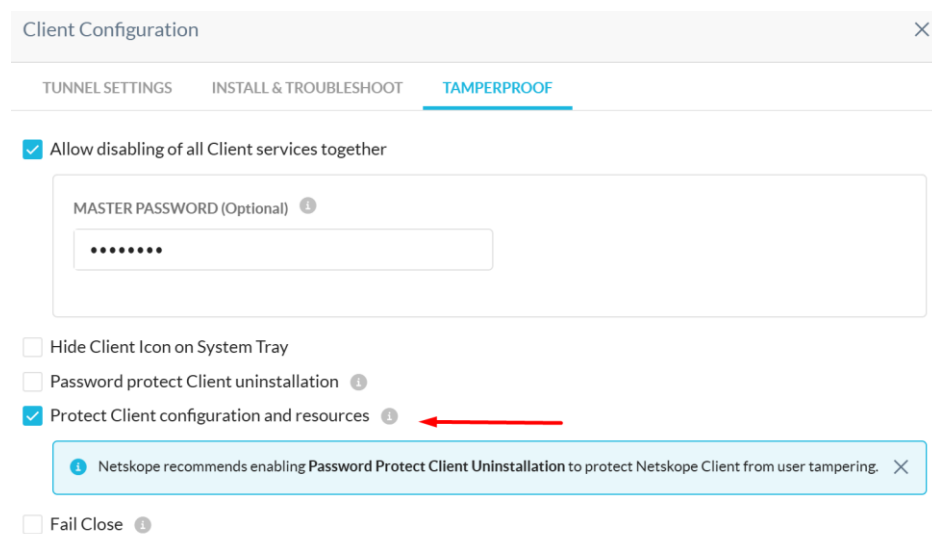 Client Configuration
TUNNEL SETTINGS INSTALL & TROUBLESHOOT TAMPERPROOF
Allow disabling of all Client services together
MASTER PASSWORD (Optional)
••••••••
Hide Client Icon on System Tray
Password protect Client uninstallation
Protect Client configuration and resources
Netskope recommends enabling Password Protect Client Uninstallation to protect Netskope Client from user tampering.
Fail Close